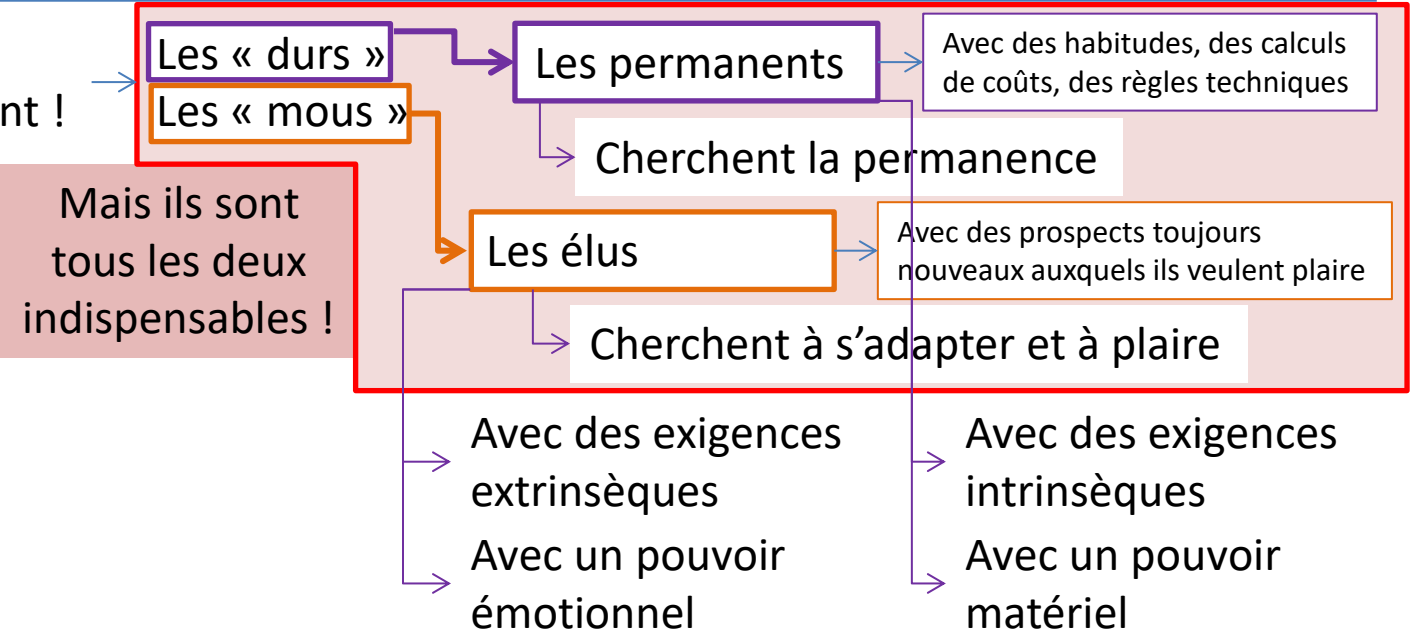 Les « durs »
Les permanents
Avec des habitudes, des calculs
de coûts, des règles techniques
nt !
Les « mous »
Cherchent la permanence
Mais ils sont
tous les deux
indispensables !
Les élus
Avec des prospects toujours
nouveaux auxquels ils veulent plaire
Cherchent à s’adapter et à plaire
Avec des exigences
extrinsèques
Avec un pouvoir
émotionnel
Avec des exigences
intrinsèques
Avec un pouvoir
matériel